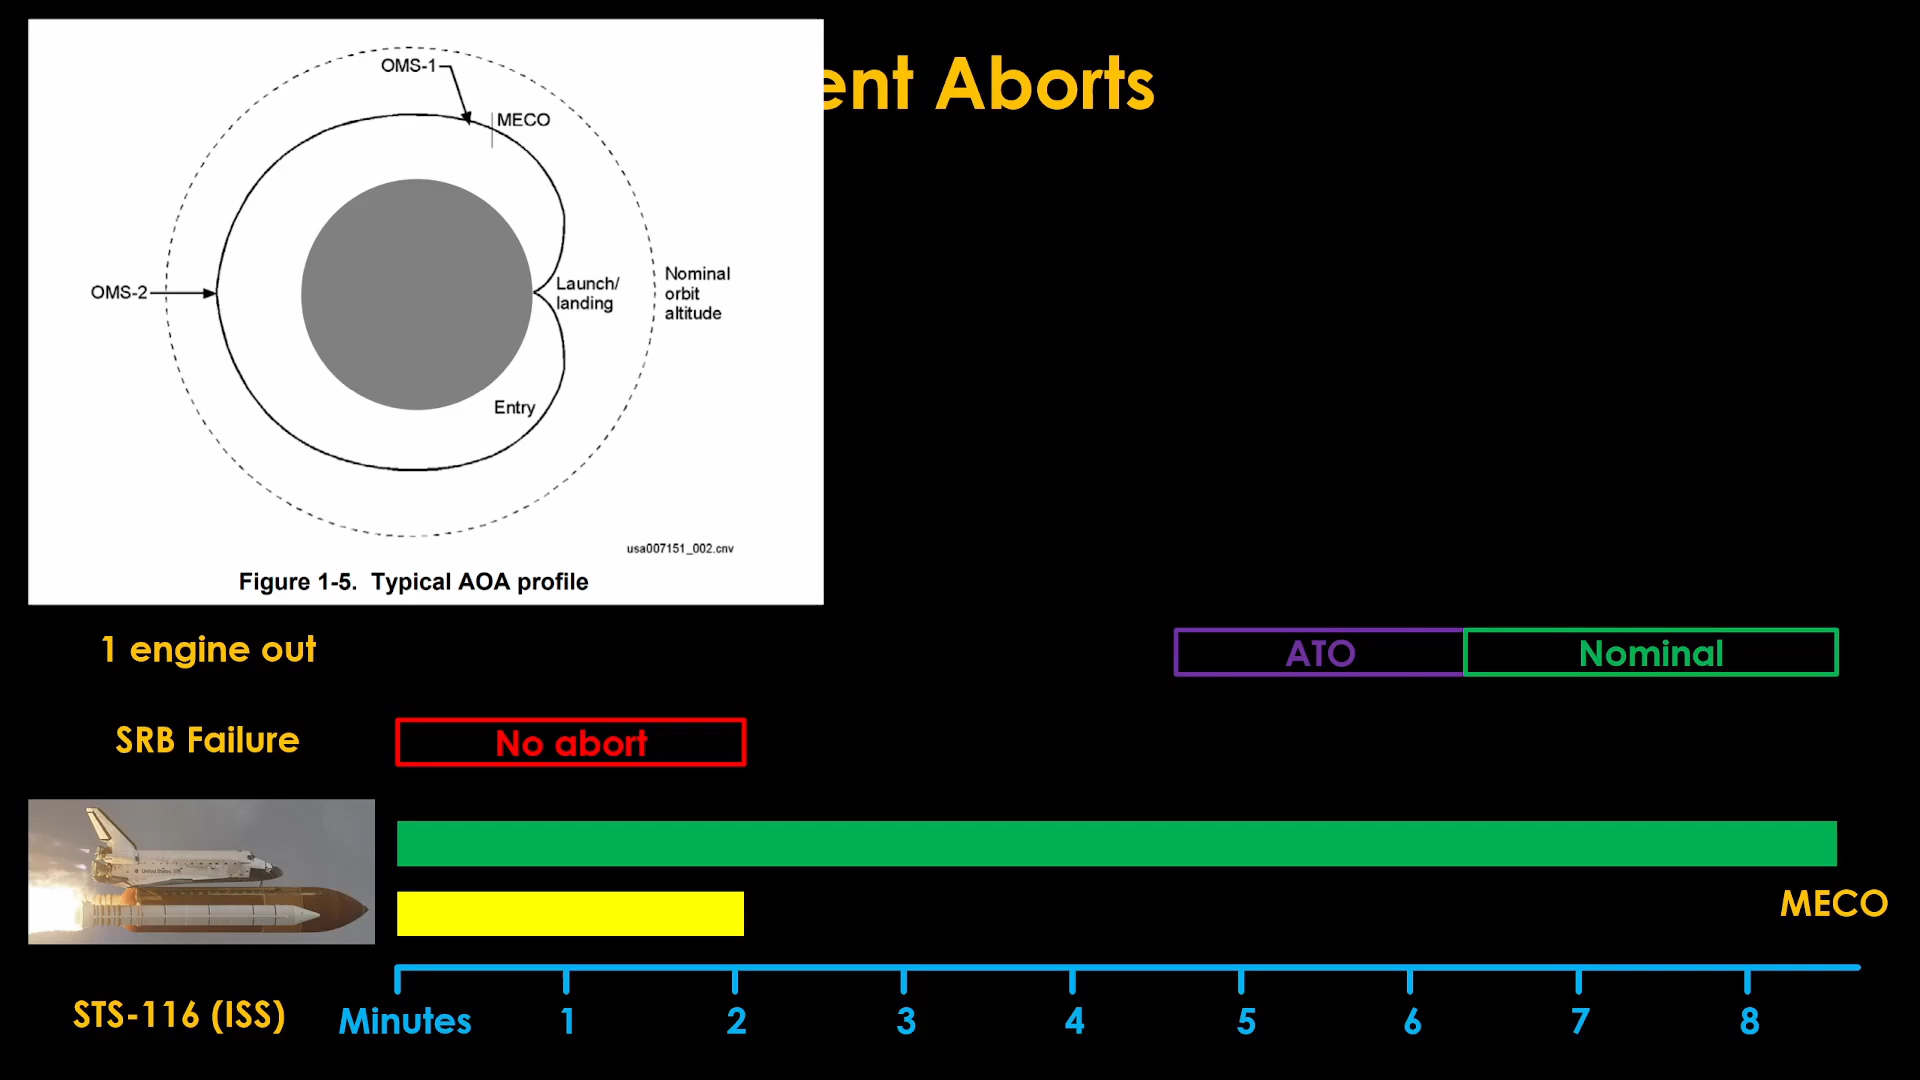 ent Aborts
OMS-1
MECO
OMS-2
Launch/
landing
Nominal
orbit
altitude
Entry
usa007151_002.cnv
Figure 1-5. Typical AOA profile
1 engine out
ATO
Nominal
SRB Failure
No abort
MECO
STS-116 (ISS)
Minutes
1
2
3
4
5
6
7
8